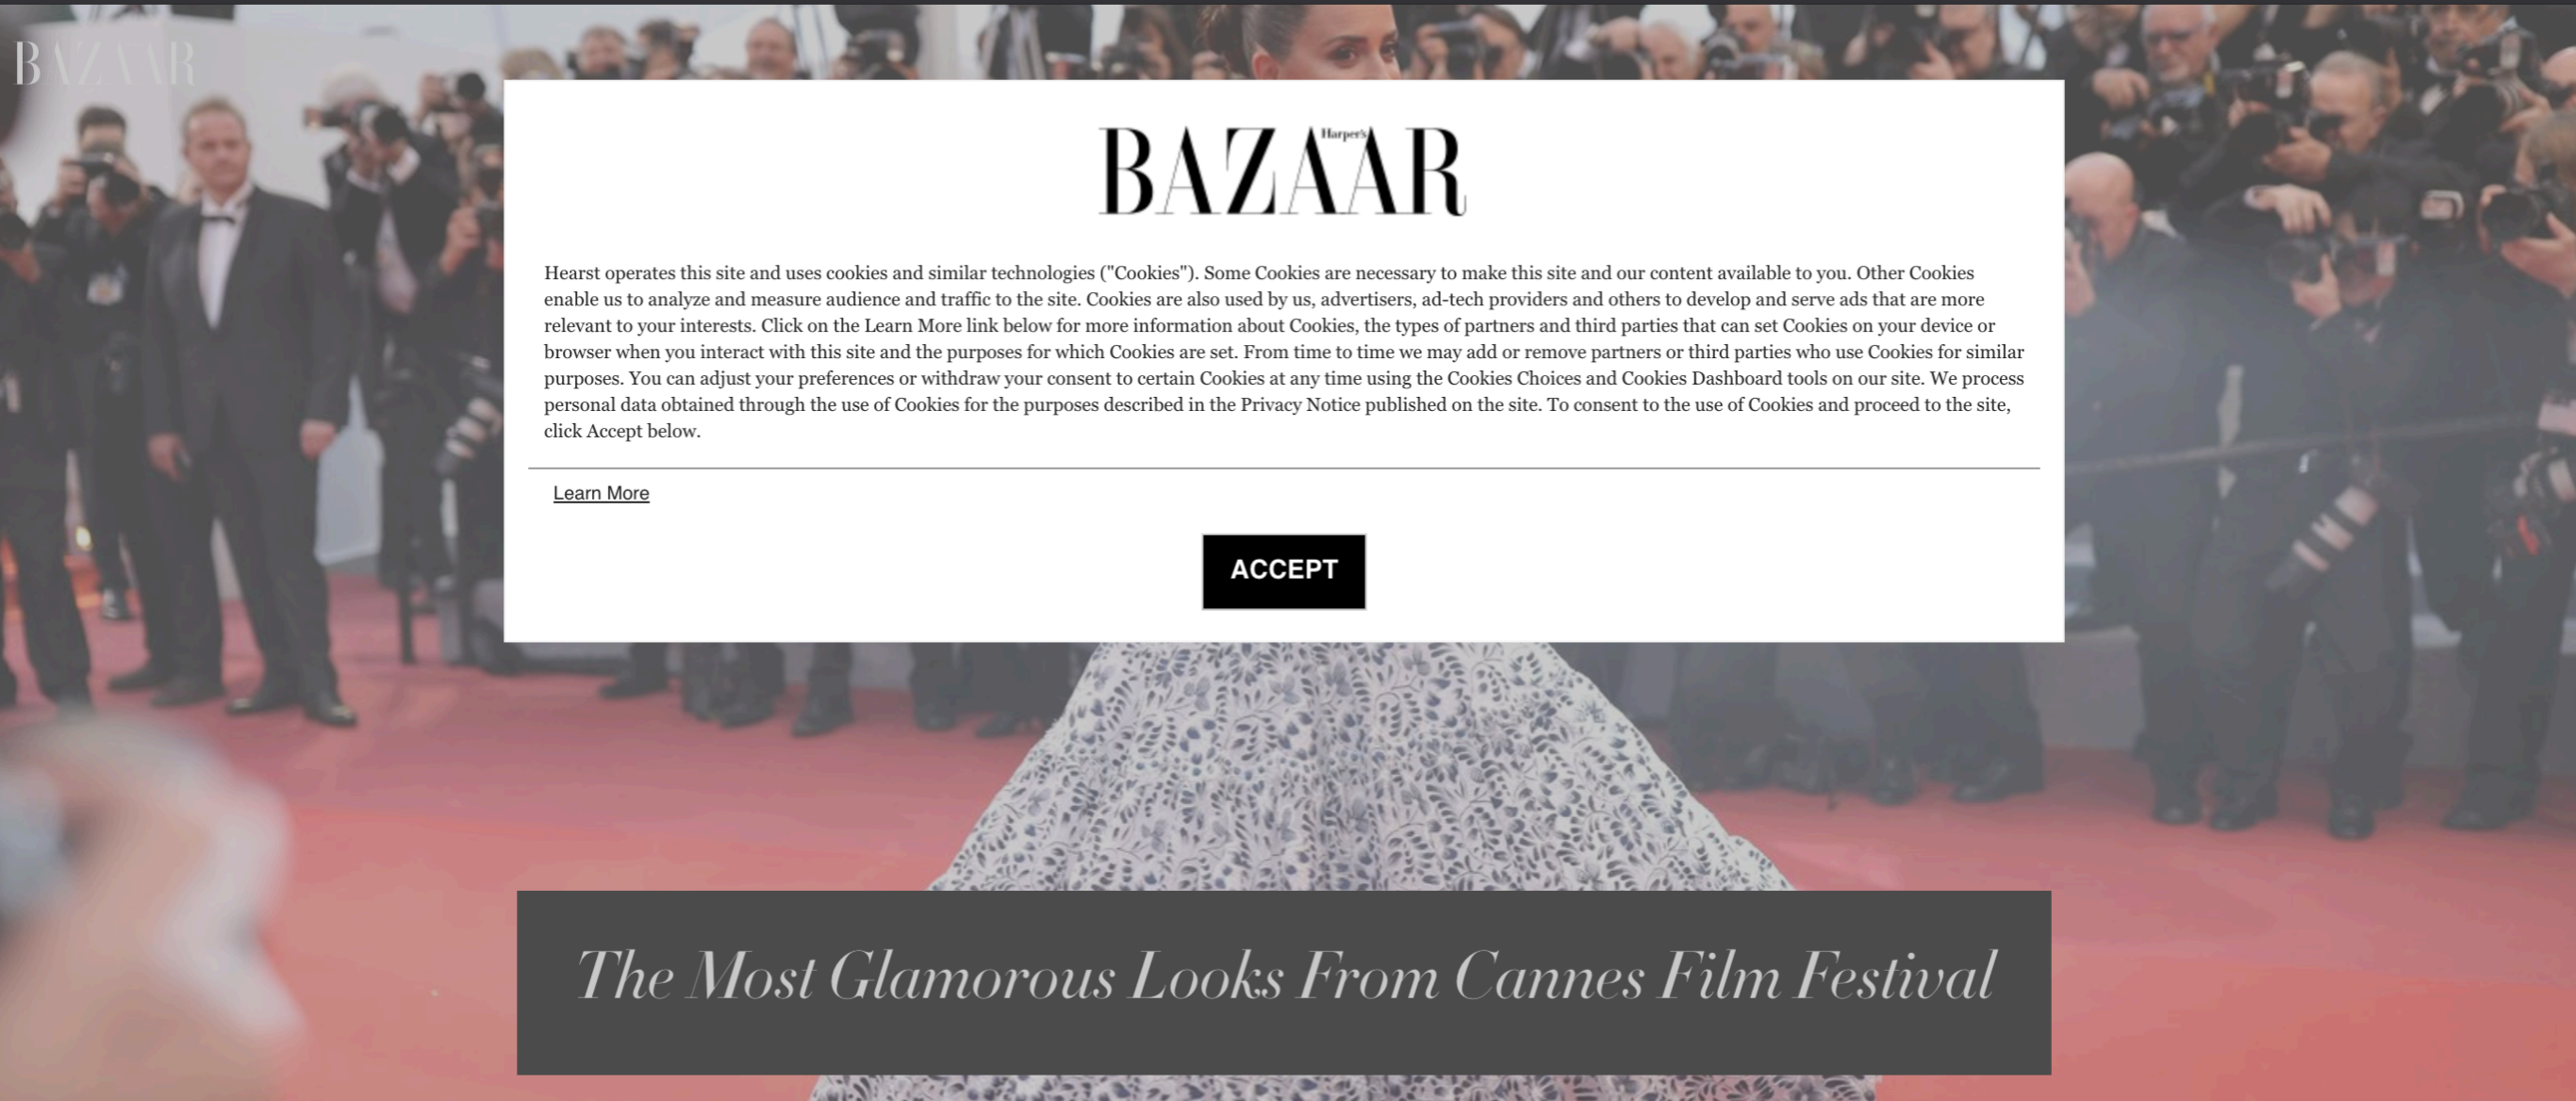 BAZAAR
Harper's
BAZAAR
Hearst operates this site and uses cookies and similar technologies ("Cookies"). Some Cookies are necessary to make this site and our content available to you. Other Cookies
enable us to analyze and measure audience and traffic to the site. Cookies are also used by us, advertisers, ad-tech providers and others to develop and serve ads that are more
relevant to your interests. Click on the Learn More link below for more information about Cookies, the types of partners and third parties that can set Cookies on your device or
browser when you interact with this site and the purposes for which Cookies are set. From time to time we may add or remove partners or third parties who use Cookies for similar
purposes. You can adjust your preferences or withdraw your consent to certain Cookies at any time using the Cookies Choices and Cookies Dashboard tools on our site. We process
personal data obtained through the use of Cookies for the purposes described in the Privacy Notice published on the site. To consent to the use of Cookies and proceed to the site,
click Accept below.
Learn More
ACCEPT
The Most Glamorous Looks From Cannes Film Festival